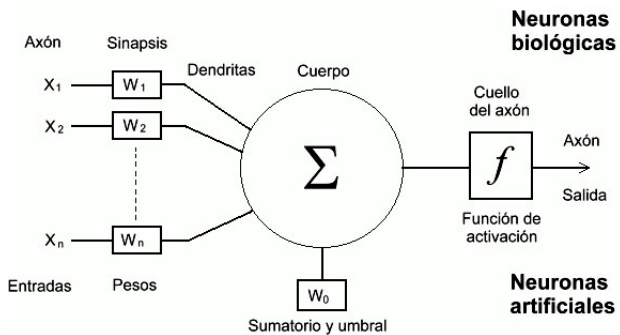 Neuronas
biológicas
Axón Sinapsis Dendritas Cuerpo
Cuello
del axón
X1 W1
X2 W2
Σ
f
Axón
Salida
Xn Wn
Función de
activación
Entradas Pesos
W0
Sumatorio y umbral
Neuronas
artificiales